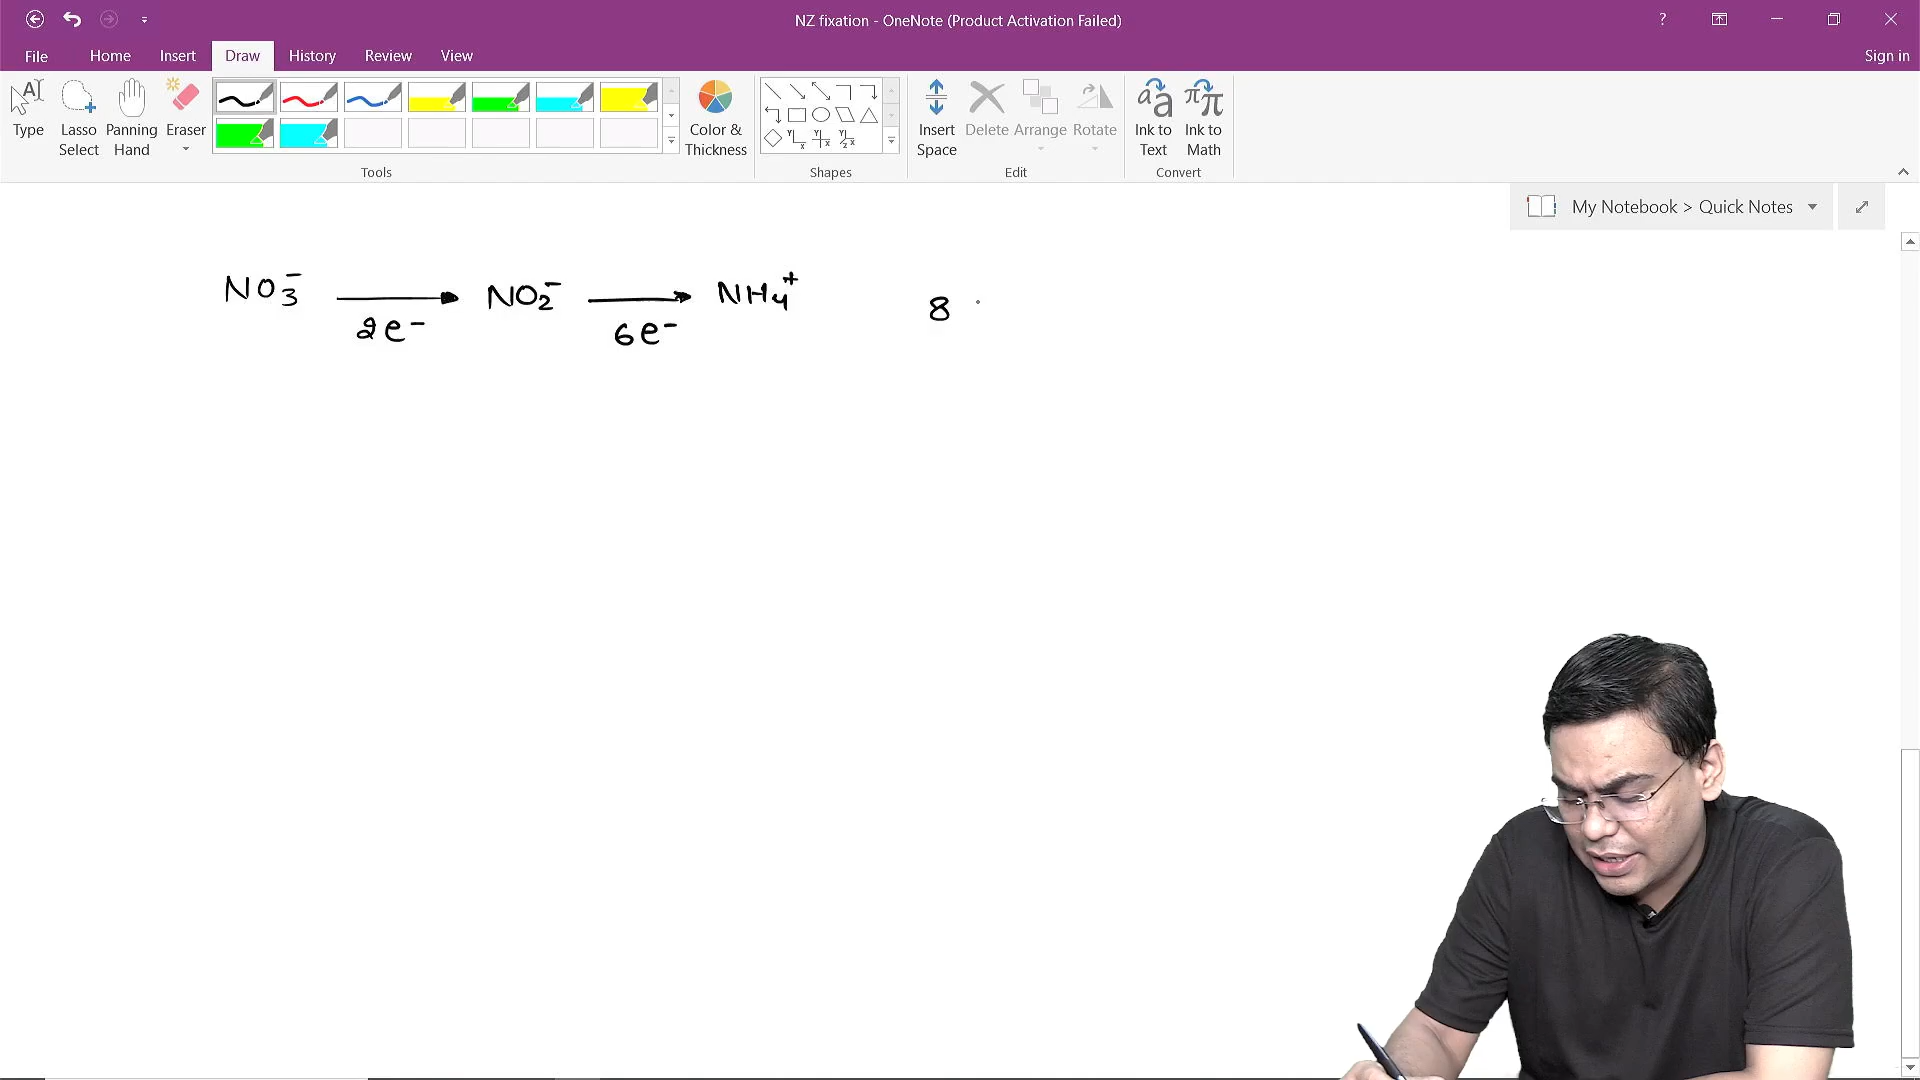 NZ fixation - OneNote (Product Activation Failed)
?
File Home Insert Draw History Review View
Sign in
Type
Lasso Select
Panning Hand
Eraser
Color & Thickness
Insert Space
Delete
Arrange
Rotate
Ink to Text
Ink to Math
Tools
Shapes
Edit
Convert
My Notebook > Quick Notes
NO₃⁻ → NO₂⁻ → NH₄⁺ 8
2e⁻ 6e⁻